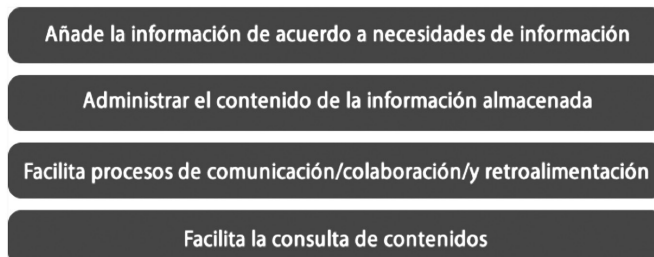 Añade la información de acuerdo a necesidades de información
Administrar el contenido de la información almacenada
Facilita procesos de comunicación/colaboración/y retroalimentación
Facilita la consulta de contenidos